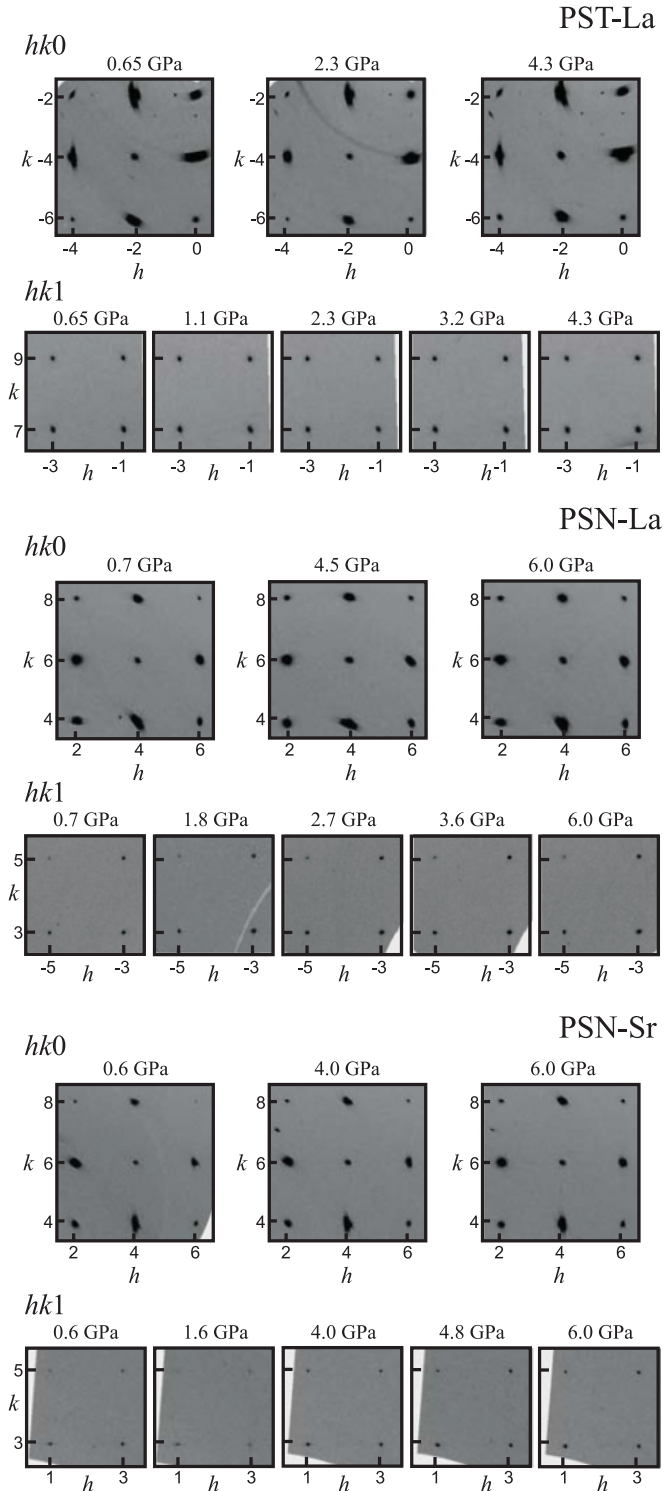 PST-La
hk0
0.65 GPa 2.3 GPa 4.3 GPa
-2 -2 -2
k -4 k -4 k -4
-6 -6 -6
-4 -2 0 -4 -2 0 -4 -2 0
h h h
hk1
0.65 GPa 1.1 GPa 2.3 GPa 3.2 GPa 4.3 GPa
9
k
7
-3 h -1 -3 h -1 -3 h -1 -3 h -1 -3 h -1
PSN-La
hk0
0.7 GPa 4.5 GPa 6.0 GPa
8 8 8
k 6 k 6 k 6
4 4 4
2 4 6 2 4 6 2 4 6
h h h
hk1
0.7 GPa 1.8 GPa 2.7 GPa 3.6 GPa 6.0 GPa
5
k
3
-5 h -3 -5 h -3 -5 h -3 -5 h -3 -5 h -3
PSN-Sr
hk0
0.6 GPa 4.0 GPa 6.0 GPa
8 8 8
k 6 k 6 k 6
4 4 4
2 4 6 2 4 6 2 4 6
h h h
hk1
0.6 GPa 1.6 GPa 4.0 GPa 4.8 GPa 6.0 GPa
5
k
3
1 h 3 1 h 3 1 h 3 1 h 3 1 h 3